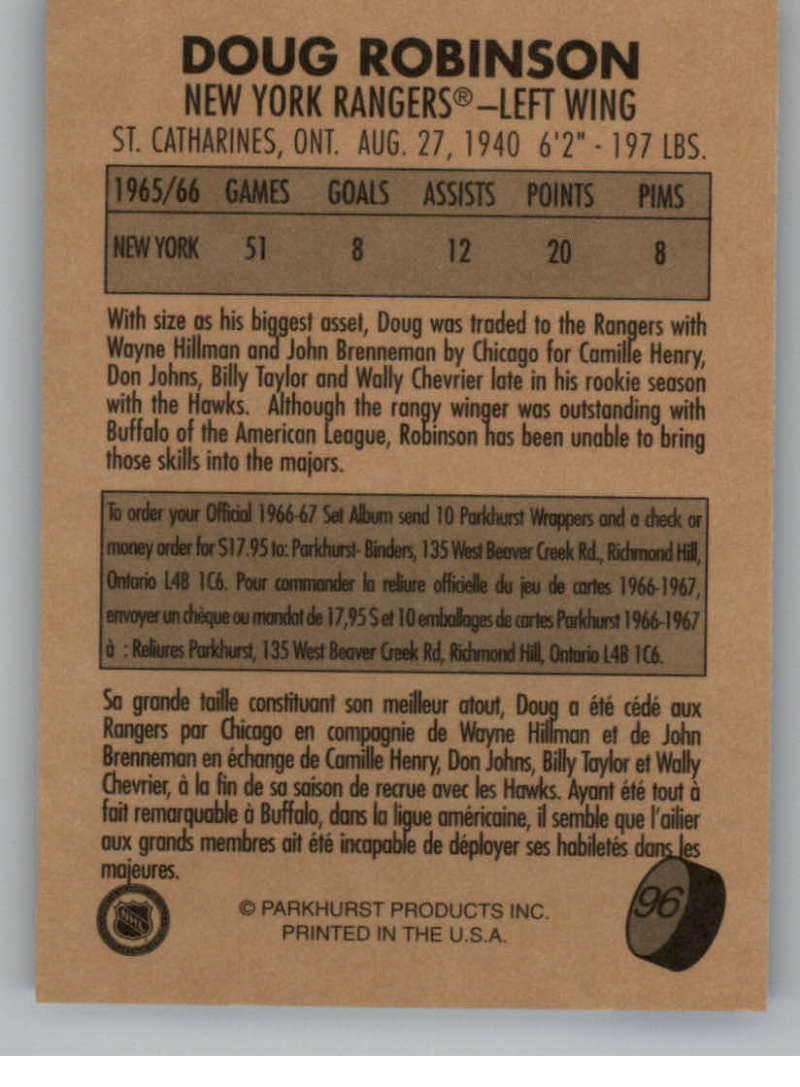 DOUG ROBINSON
NEW YORK RANGERS®–LEFT WING
ST. CATHARINES, ONT. AUG. 27, 1940 6'2" - 197 LBS.
1965/66 GAMES GOALS ASSISTS POINTS PIMS
NEW YORK 51 8 12 20 8
With size as his biggest asset, Doug was traded to the Rangers with
Wayne Hillman and John Brenneman by Chicago for Camille Henry,
Don Johns, Billy Taylor and Wally Chevrier late in his rookie season
with the Hawks. Although the rangy winger was outstanding with
Buffalo of the American League, Robinson has been unable to bring
those skills into the majors.
To order your Official 1966-67 Set Album send 10 Parkhurst Wrappers and a check or
money order for $17.95 to: Parkhurst- Binders, 135 West Beaver Creek Rd., Richmond Hill,
Ontario L4B 1C6. Pour commander la reliure officielle du jeu de cartes 1966-1967,
envoyer un chèque ou mandat de 17,95 $ et 10 emballages de cartes Parkhurst 1966-1967
à : Reliures Parkhurst, 135 West Beaver Creek Rd, Richmond Hill, Ontario L4B 1C6.
Sa grande taille constituant son meilleur atout, Doug a été cédé aux
Rangers par Chicago en compagnie de Wayne Hillman et de John
Brenneman en échange de Camille Henry, Don Johns, Billy Taylor et Wally
Chevrier, à la fin de sa saison de recrue avec les Hawks. Ayant été tout à
fait remarquable à Buffalo, dans la ligue américaine, il semble que l'ailier
aux grands membres ait été incapable de déployer ses habiletés dans les
majeures.
© PARKHURST PRODUCTS INC.
PRINTED IN THE U.S.A.
96